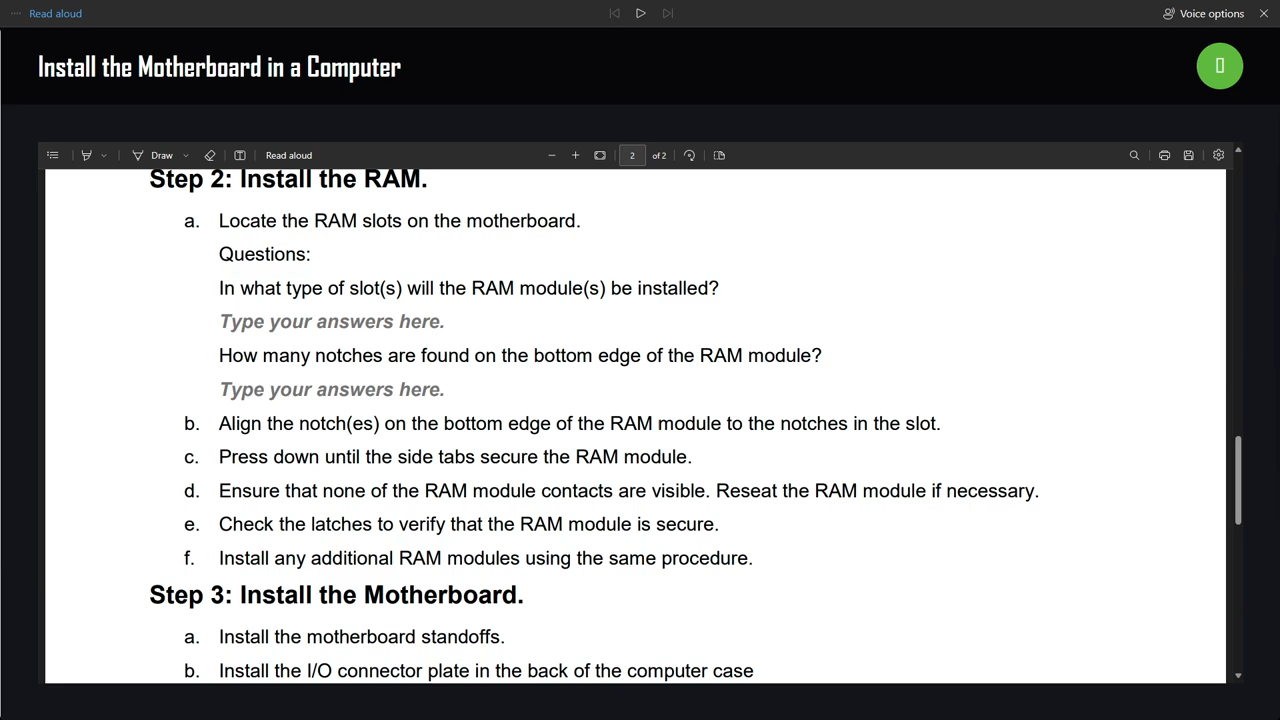 Read aloud
Voice options
Install the Motherboard in a Computer
Draw
Read aloud
2 of 2
Step 2: Install the RAM.
a. Locate the RAM slots on the motherboard.
Questions:
In what type of slot(s) will the RAM module(s) be installed?
Type your answers here.
How many notches are found on the bottom edge of the RAM module?
Type your answers here.
b. Align the notch(es) on the bottom edge of the RAM module to the notches in the slot.
c. Press down until the side tabs secure the RAM module.
d. Ensure that none of the RAM module contacts are visible. Reseat the RAM module if necessary.
e. Check the latches to verify that the RAM module is secure.
f. Install any additional RAM modules using the same procedure.
Step 3: Install the Motherboard.
a. Install the motherboard standoffs.
b. Install the I/O connector plate in the back of the computer case